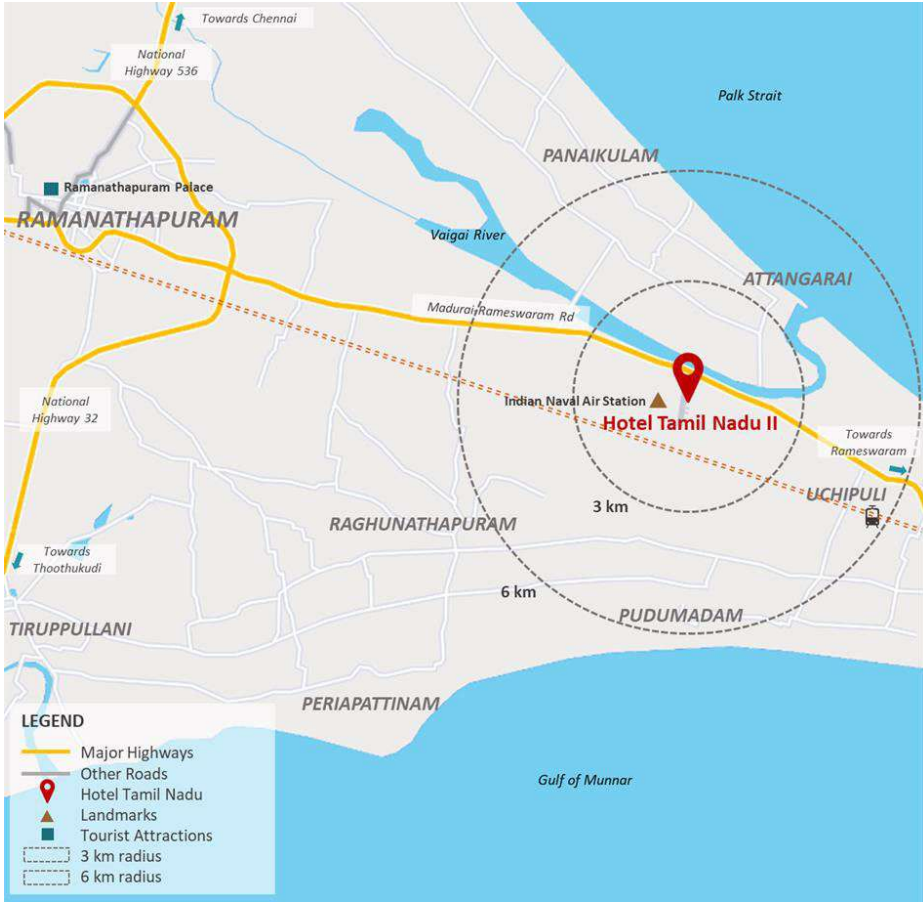 Towards Chennai
National
Highway 536
Palk Strait
PANAIKULAM
Ramanathapuram Palace
RAMANATHAPURAM
Vaigai River
ATTANGARAI
Madurai-Rameswaram Rd
Indian Naval Air Station
National
Highway 32
Hotel Tamil Nadu II
Towards
Rameswaram
UCHIPULI
3 km
RAGHUNATHAPURAM
Towards
Thoothukudi
6 km
PUDUMADAM
TIRUPPULLANI
PERIAPATTINAM
LEGEND
Major Highways
Other Roads
Hotel Tamil Nadu
Landmarks
Tourist Attractions
3 km radius
6 km radius
Gulf of Munnar